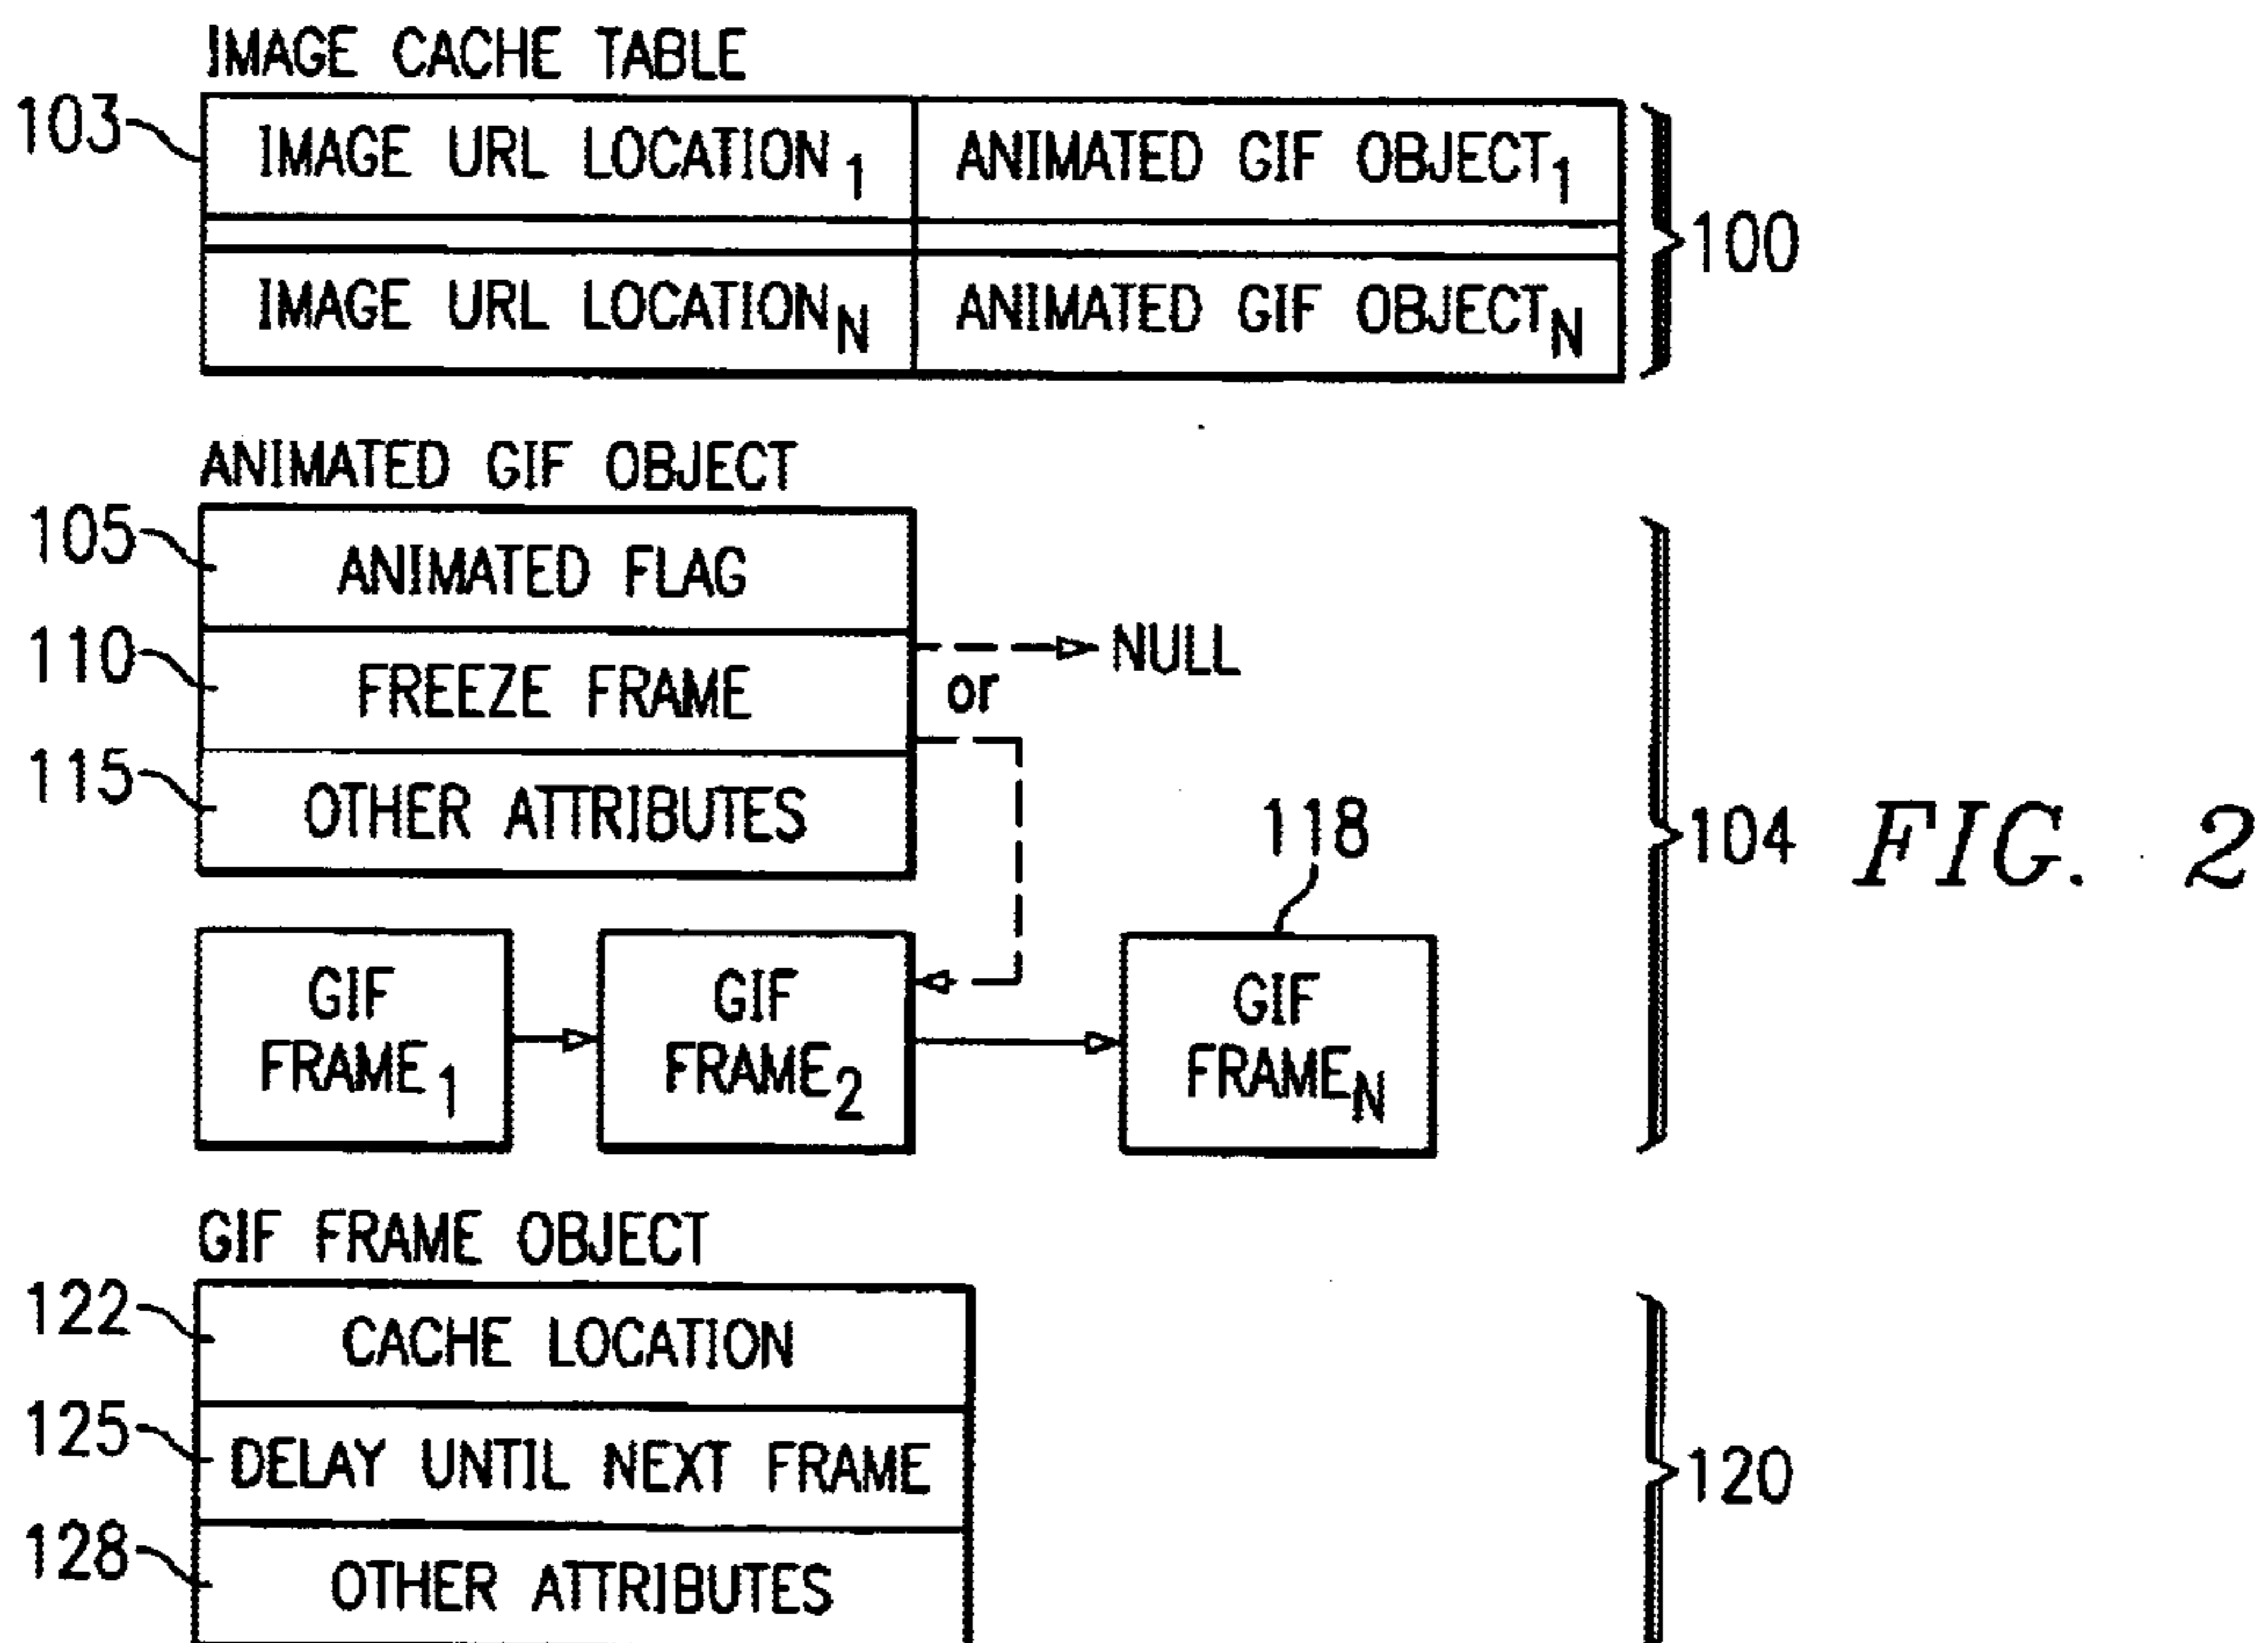 IMAGE CACHE TABLE
103
IMAGE URL LOCATION1 ANIMATED GIF OBJECT1
100
IMAGE URL LOCATIONN ANIMATED GIF OBJECTN
ANIMATED GIF OBJECT
105
ANIMATED FLAG
110
FREEZE FRAME
NULL
or
115
OTHER ATTRIBUTES
118
104
FIG. 2
GIF
FRAME1
GIF
FRAME2
GIF
FRAMEN
GIF FRAME OBJECT
122
CACHE LOCATION
125
DELAY UNTIL NEXT FRAME
120
128
OTHER ATTRIBUTES